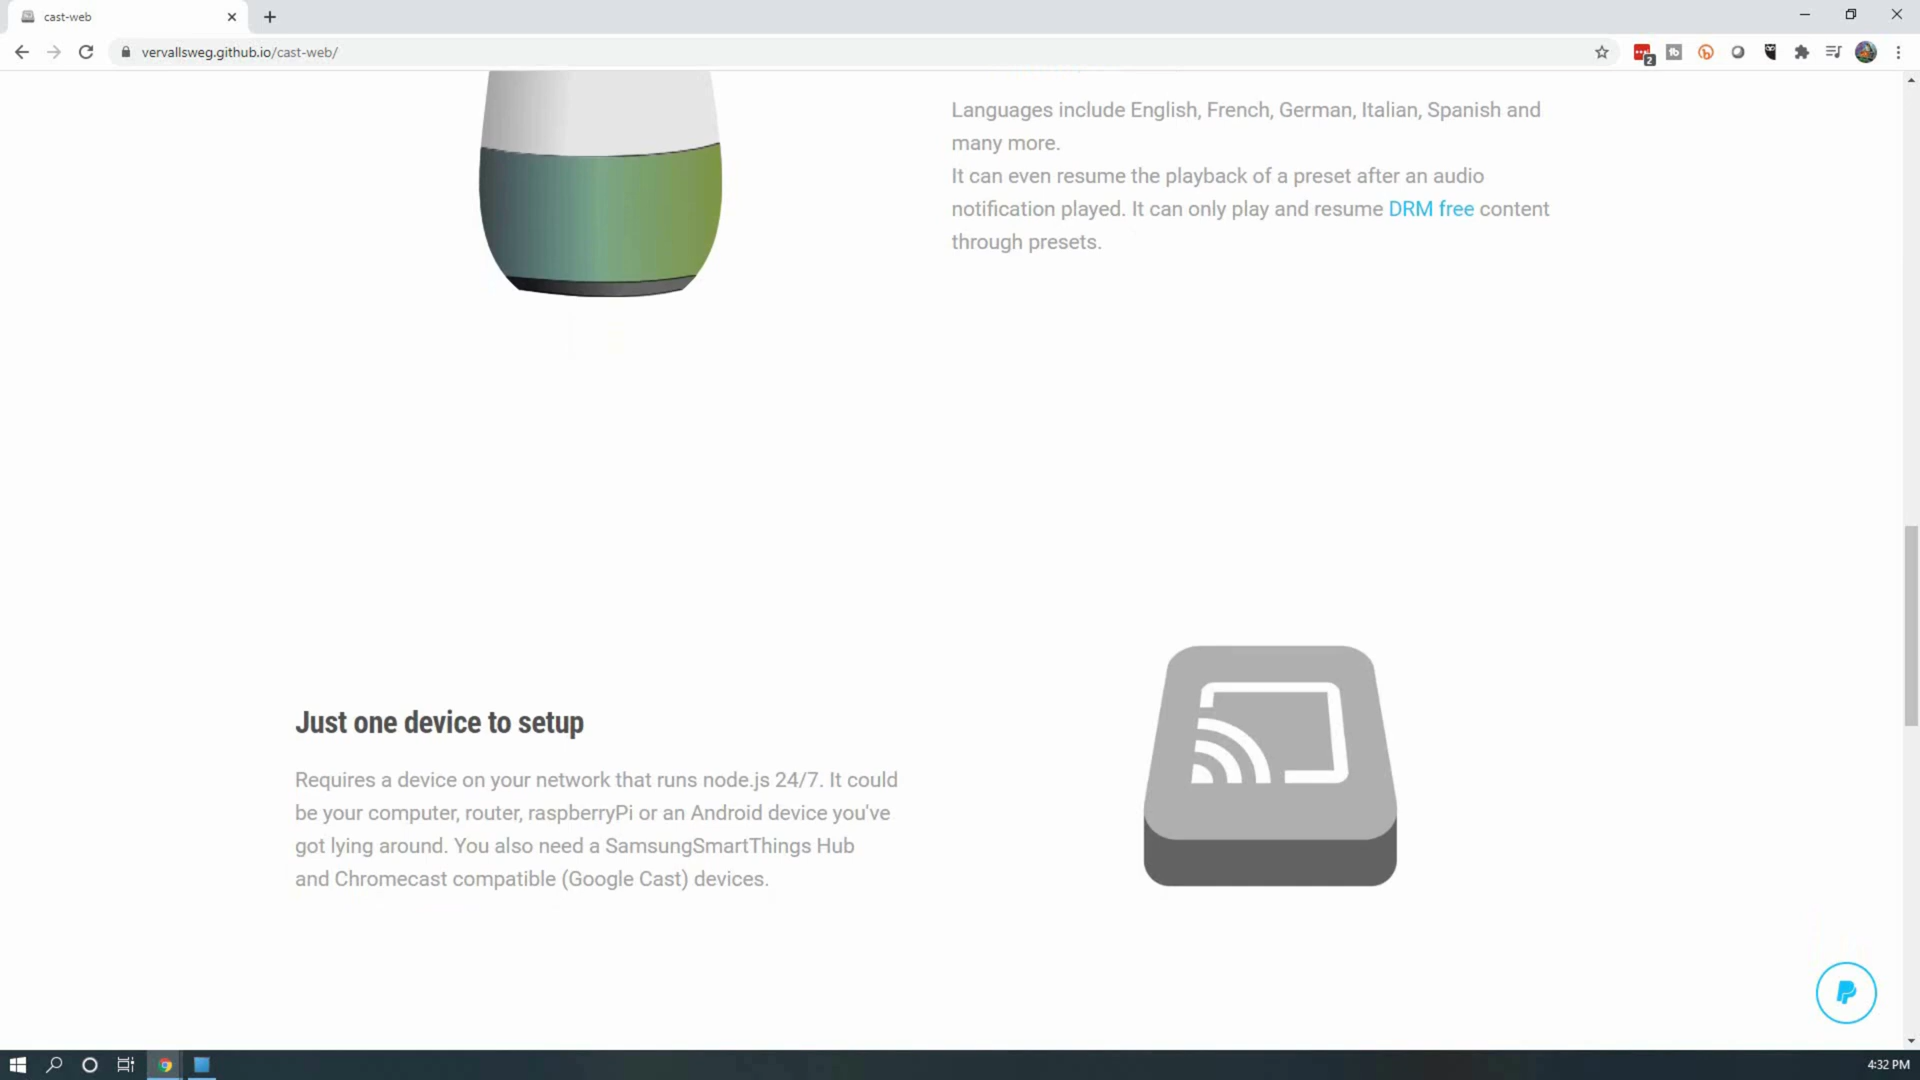 cast-web
vervallsweg.github.io/cast-web/
2
Languages include English, French, German, Italian, Spanish and
many more.
It can even resume the playback of a preset after an audio
notification played. It can only play and resume DRM free content
through presets.
Just one device to setup
Requires a device on your network that runs node.js 24/7. It could
be your computer, router, raspberryPi or an Android device you've
got lying around. You also need a SamsungSmartThings Hub
and Chromecast compatible (Google Cast) devices.
4:32 PM